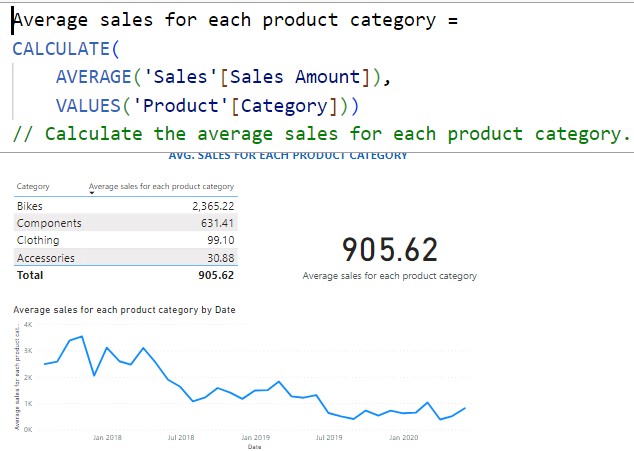 Average sales for each product category =
CALCULATE(
AVERAGE('Sales'[Sales Amount]),
VALUES('Product'[Category]))
// Calculate the average sales for each product category.
AVG. SALES FOR EACH PRODUCT CATEGORY
Category Average sales for each product category
Bikes 2,365.22
Components 631.41
Clothing 99.10
Accessories 30.88
Total 905.62
905.62
Average sales for each product category
Average sales for each product category by Date
Average sales for each product cat...
4K
3K
2K
1K
0K
Jan 2018 Jul 2018 Jan 2019 Jul 2019 Jan 2020
Date